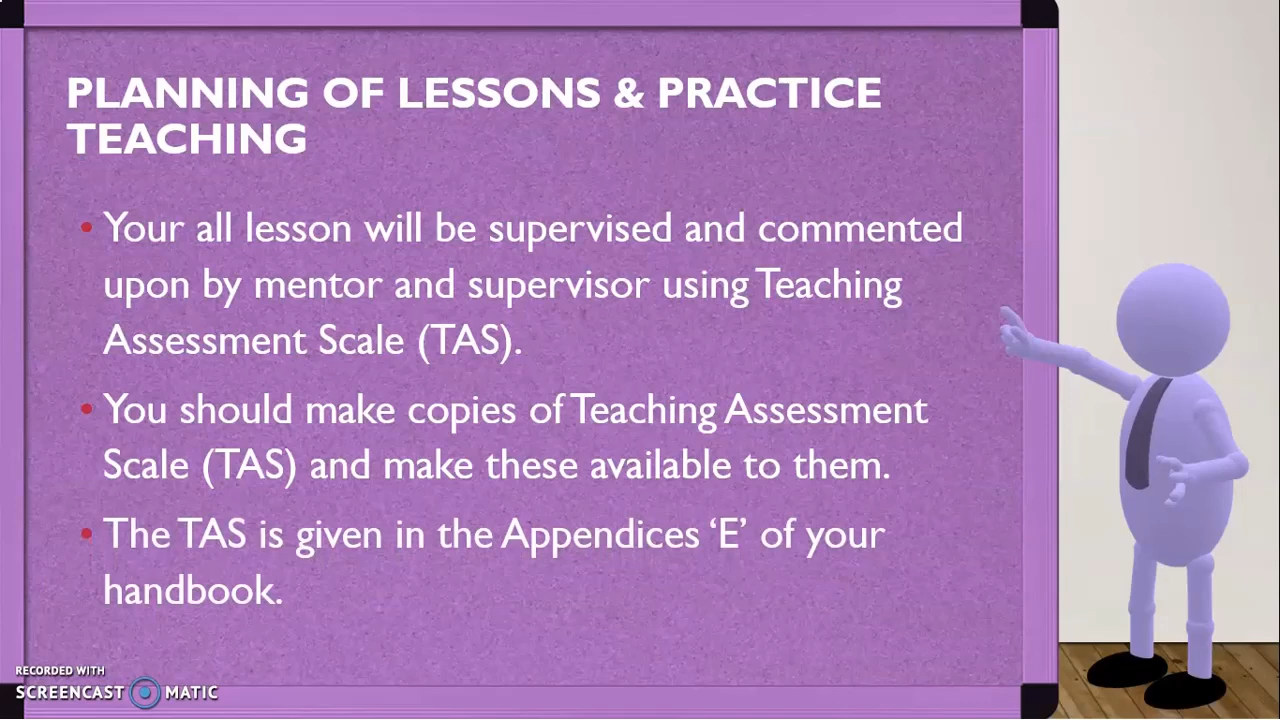 PLANNING OF LESSONS & PRACTICE
TEACHING
• Your all lesson will be supervised and commented
upon by mentor and supervisor using Teaching
Assessment Scale (TAS).
• You should make copies of Teaching Assessment
Scale (TAS) and make these available to them.
• The TAS is given in the Appendices ‘E’ of your
handbook.
RECORDED WITH
SCREENCAST MATIC